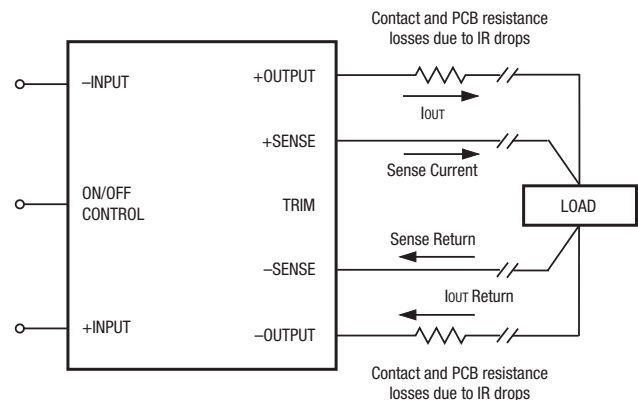 Contact and PCB resistance
losses due to IR drops
–INPUT
+OUTPUT
IOUT
+SENSE
Sense Current
ON/OFF
CONTROL
TRIM
LOAD
Sense Return
–SENSE
IOUT Return
+INPUT
–OUTPUT
Contact and PCB resistance
losses due to IR drops